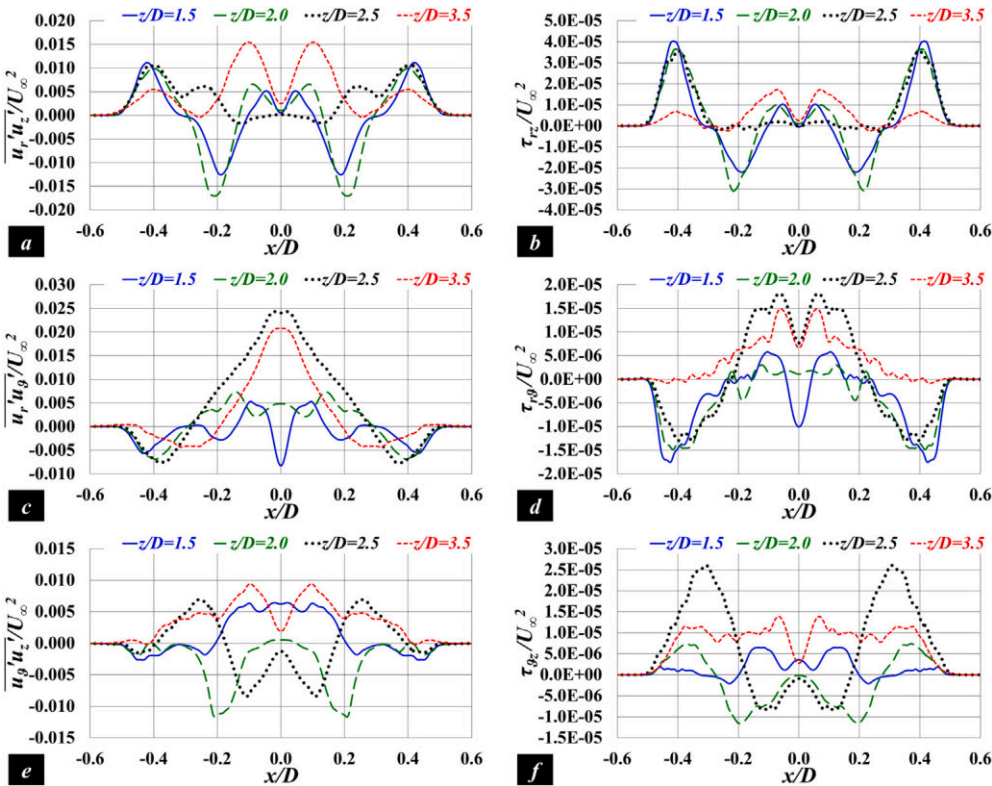 z/D=1.5 z/D=2.0 z/D=2.5 z/D=3.5
0.020
0.015
0.010
0.005
0.000
-0.005
-0.010
-0.015
-0.020
u_r'u_z'/U_∞^2
-0.6 -0.4 -0.2 0.0 0.2 0.4 0.6
a x/D
z/D=1.5 z/D=2.0 z/D=2.5 z/D=3.5
5.0E-05
4.0E-05
3.0E-05
2.0E-05
1.0E-05
0.0E+00
-1.0E-05
-2.0E-05
-3.0E-05
-4.0E-05
τ_rz/U_∞^2
-0.6 -0.4 -0.2 0.0 0.2 0.4 0.6
b x/D
z/D=1.5 z/D=2.0 z/D=2.5 z/D=3.5
0.030
0.025
0.020
0.015
0.010
0.005
0.000
-0.005
-0.010
u_r'u_ϑ'/U_∞^2
-0.6 -0.4 -0.2 0.0 0.2 0.4 0.6
c x/D
z/D=1.5 z/D=2.0 z/D=2.5 z/D=3.5
2.0E-05
1.5E-05
1.0E-05
5.0E-06
0.0E+00
-5.0E-06
-1.0E-05
-1.5E-05
-2.0E-05
τ_rϑ/U_∞^2
-0.6 -0.4 -0.2 0.0 0.2 0.4 0.6
d x/D
z/D=1.5 z/D=2.0 z/D=2.5 z/D=3.5
0.015
0.010
0.005
0.000
-0.005
-0.010
-0.015
u_ϑ'u_z'/U_∞^2
-0.6 -0.4 -0.2 0.0 0.2 0.4 0.6
e x/D
z/D=1.5 z/D=2.0 z/D=2.5 z/D=3.5
3.0E-05
2.5E-05
2.0E-05
1.5E-05
1.0E-05
5.0E-06
0.0E+00
-5.0E-06
-1.0E-05
-1.5E-05
τ_ϑz/U_∞^2
-0.6 -0.4 -0.2 0.0 0.2 0.4 0.6
f x/D